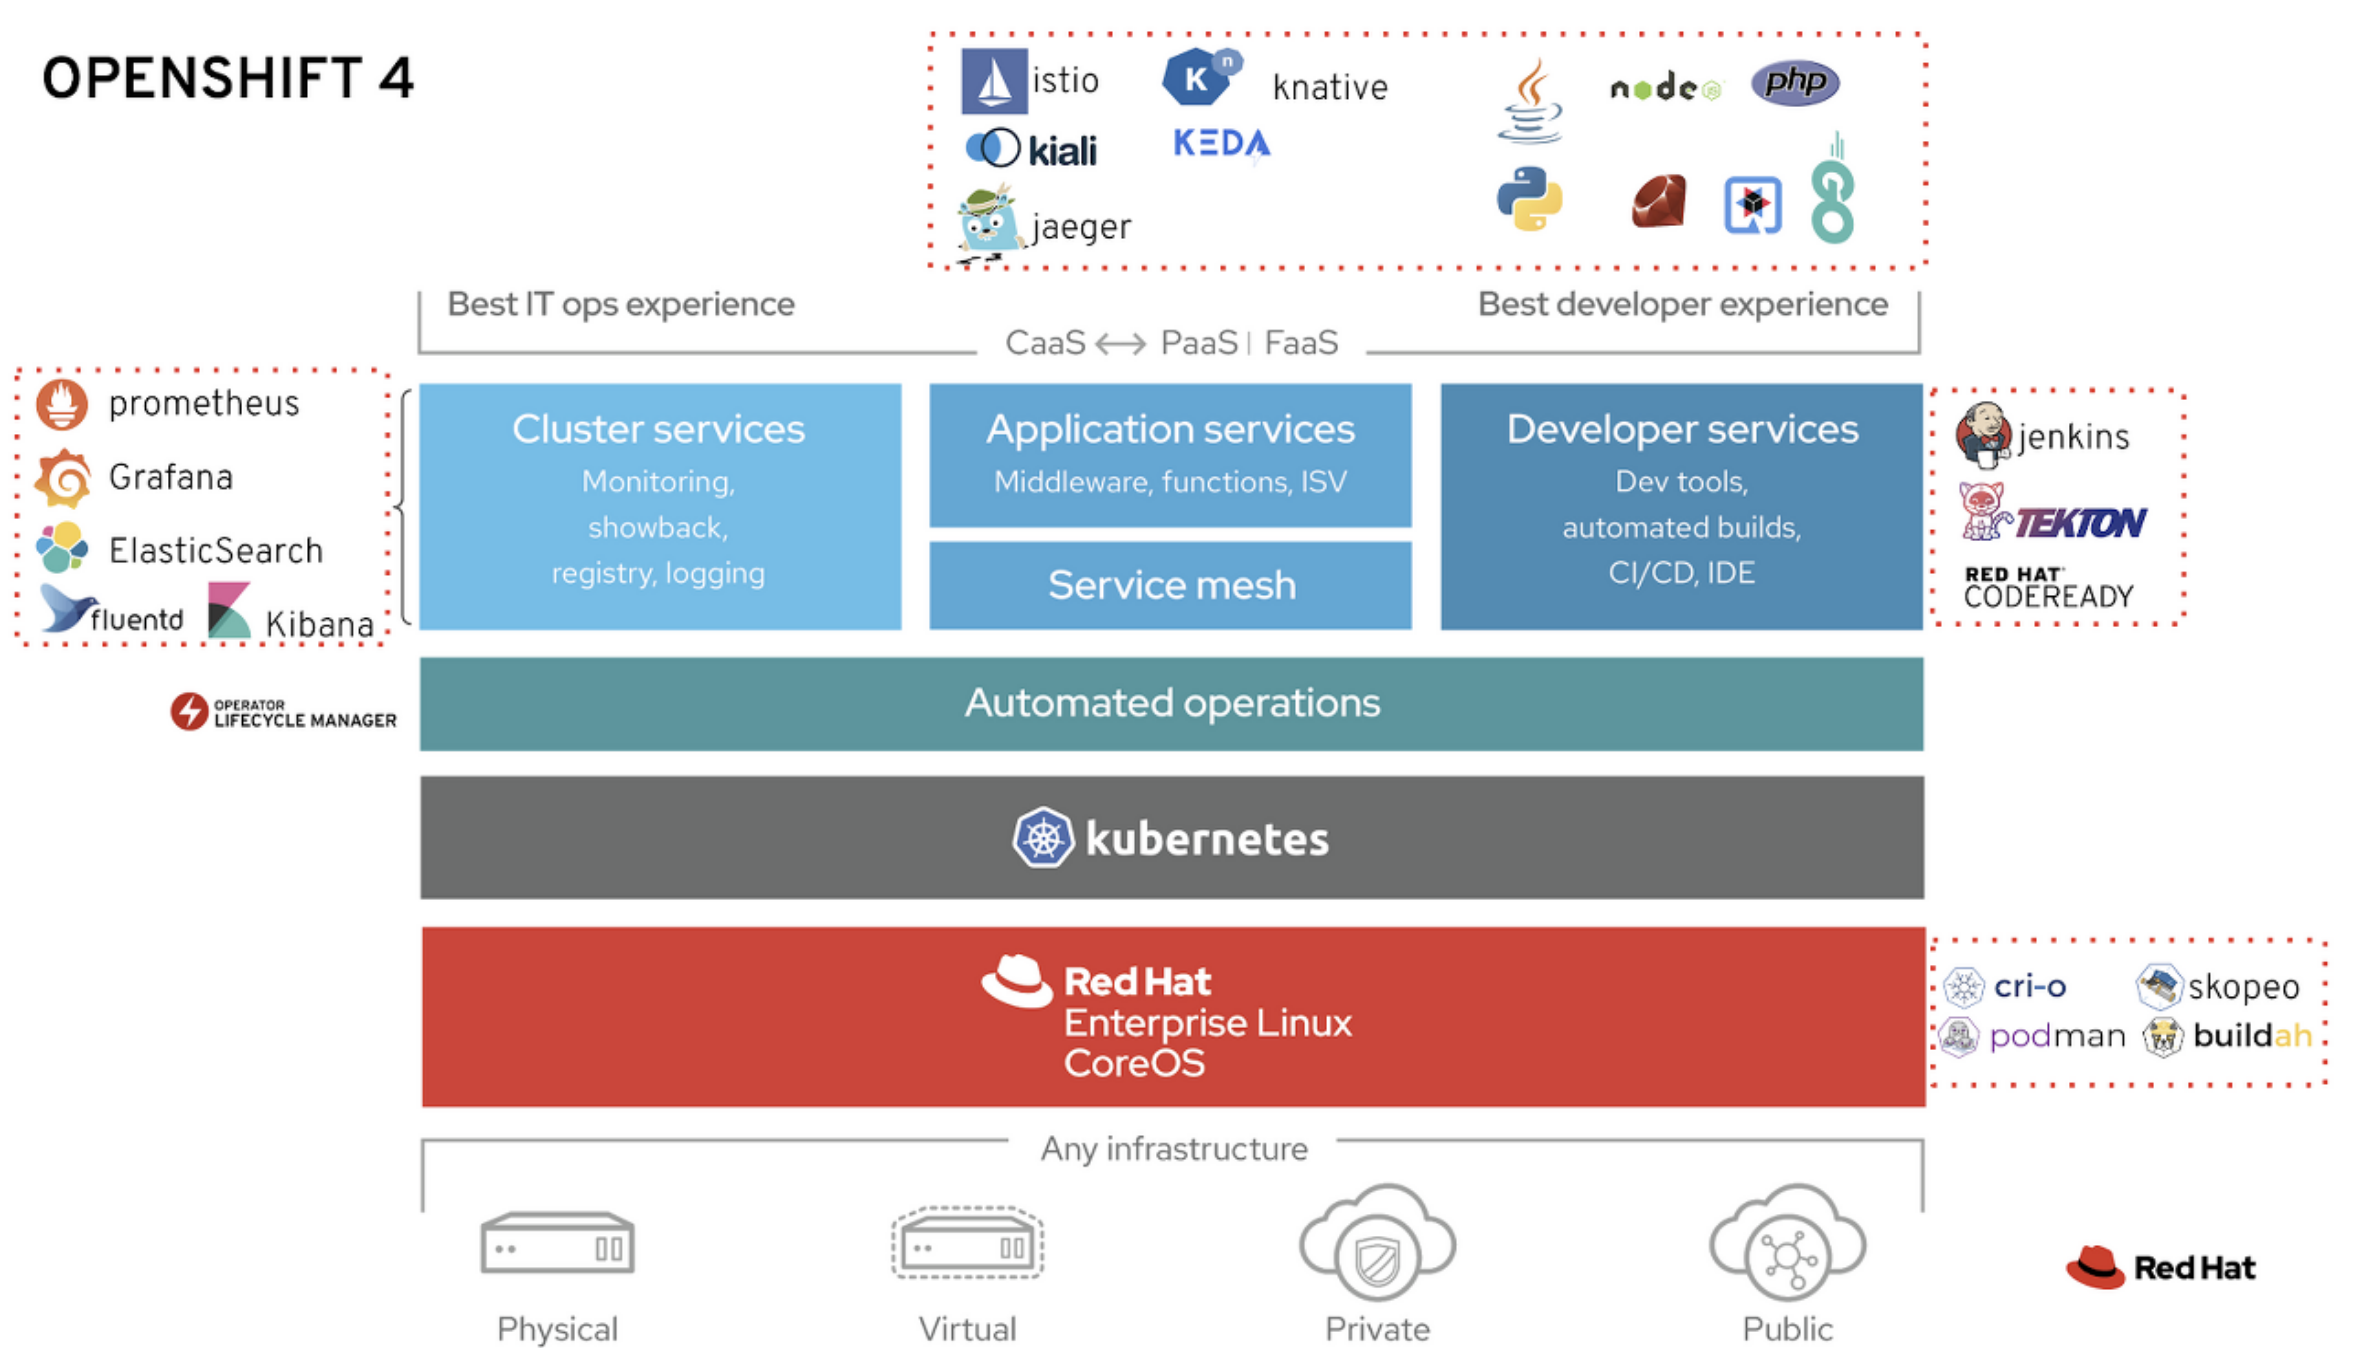 OPENSHIFT 4
istio
K n knative
node JS
php
kiali
KEDA
GO
jaeger
Best IT ops experience
Best developer experience
CaaS ↔ PaaS | FaaS
prometheus
Grafana
ElasticSearch
fluentd
Kibana
Cluster services
Monitoring,
showback,
registry, logging
Application services
Middleware, functions, ISV
Service mesh
Developer services
Dev tools,
automated builds,
CI/CD, IDE
jenkins
TEKTON
RED HAT
CODEREADY
OPERATOR
LIFECYCLE MANAGER
Automated operations
kubernetes
Red Hat
Enterprise Linux
CoreOS
cri-o
skopeo
podman
buildah
Any infrastructure
Physical
Virtual
Private
Public
Red Hat